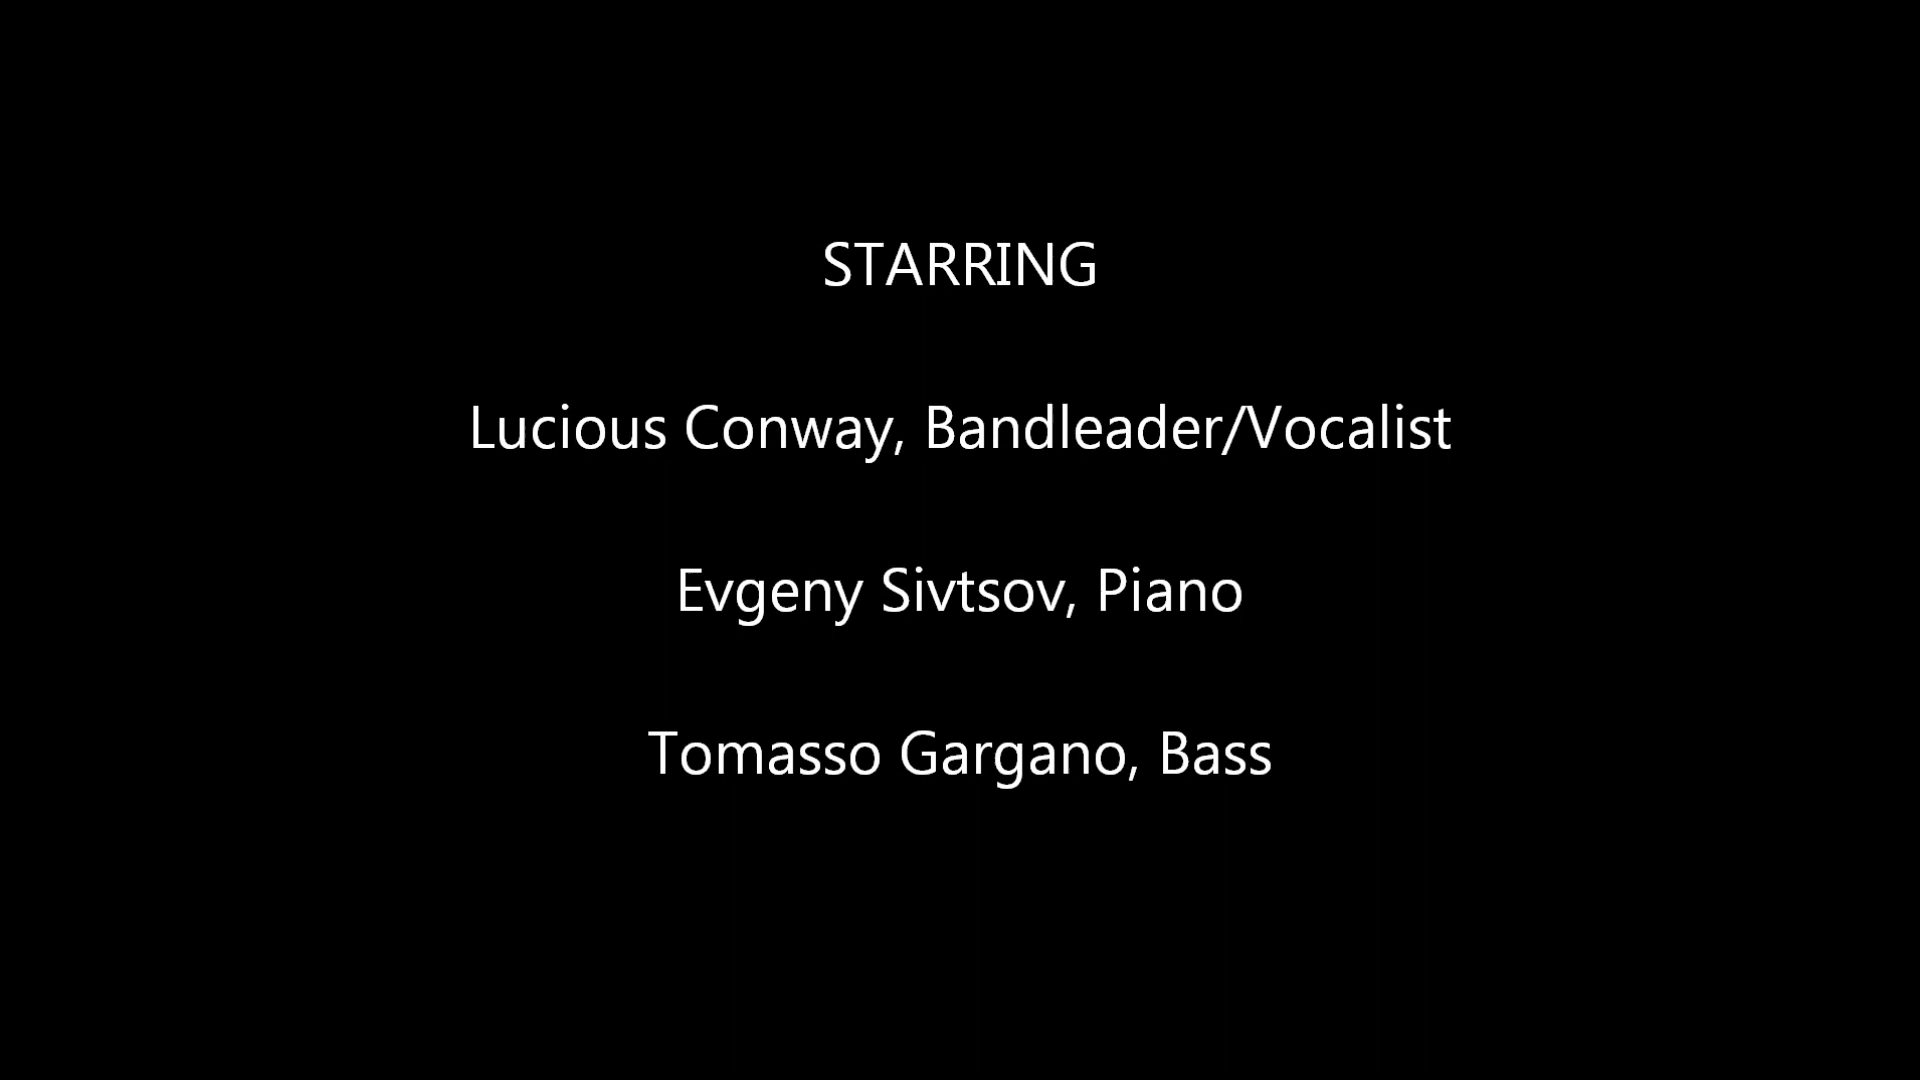 STARRING
Lucious Conway, Bandleader/Vocalist
Evgeny Sivtsov, Piano
Tomasso Gargano, Bass